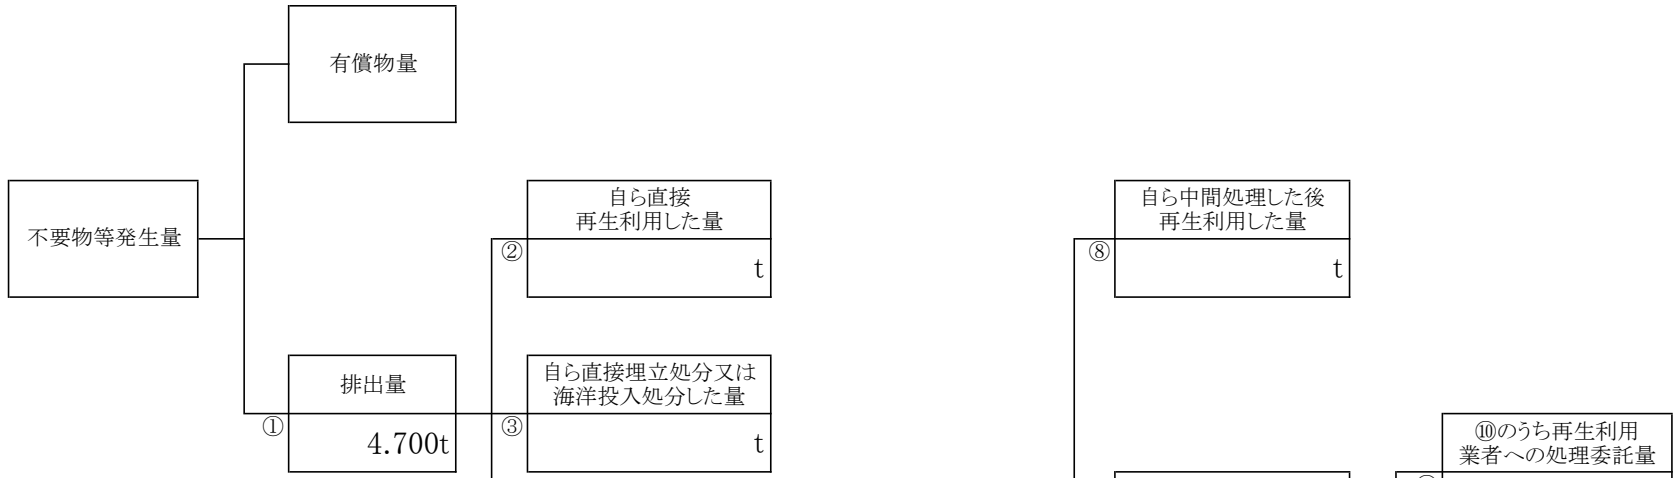 有償物量
不要物等発生量
自ら直接
再生利用した量
②
t
自ら中間処理した後
再生利用した量
⑧
t
排出量
①
4.700t
自ら直接埋立処分又は
海洋投入処分した量
③
t
⑩のうち再生利用
業者への処理委託量